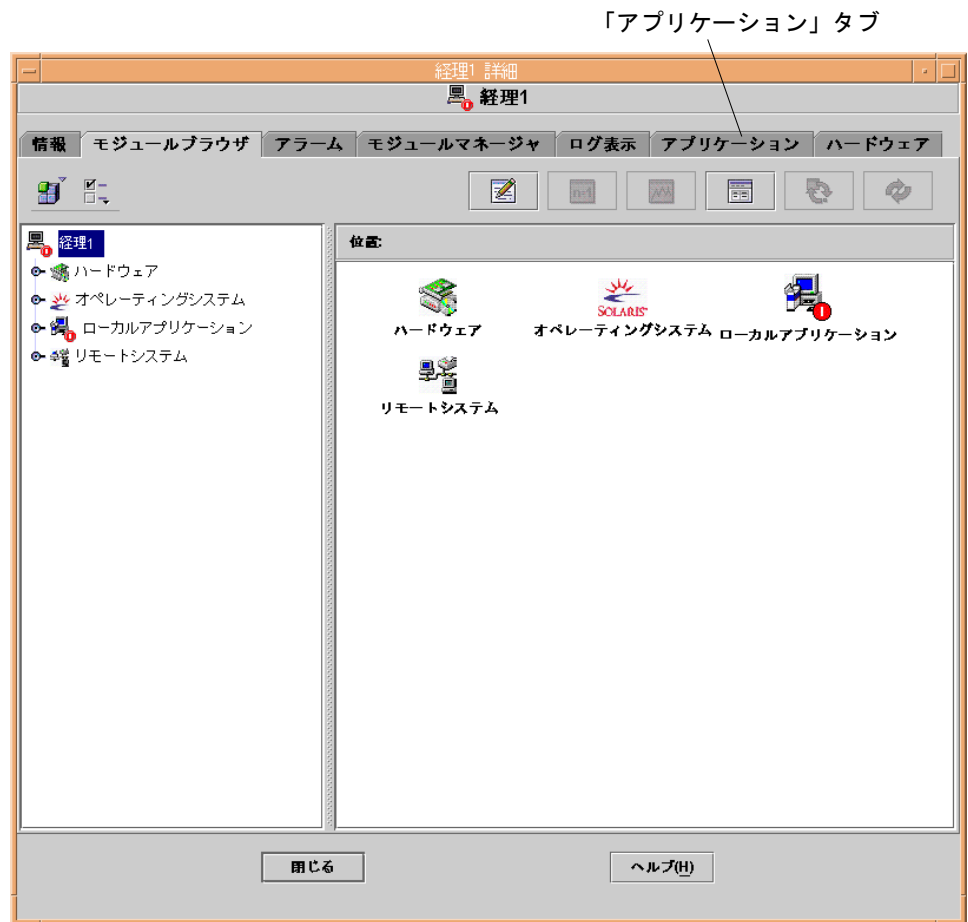 「アプリケーション」タブ
経理1 詳細
経理1
情報 モジュールブラウザ アラーム モジュールマネージャ ログ表示 アプリケーション ハードウェア
n=1
経理1
ハードウェア
オペレーティングシステム
ローカルアプリケーション
リモートシステム
位置:
ハードウェア
SOLARIS
オペレーティングシステム
ローカルアプリケーション
リモートシステム
閉じる
ヘルプ(H)